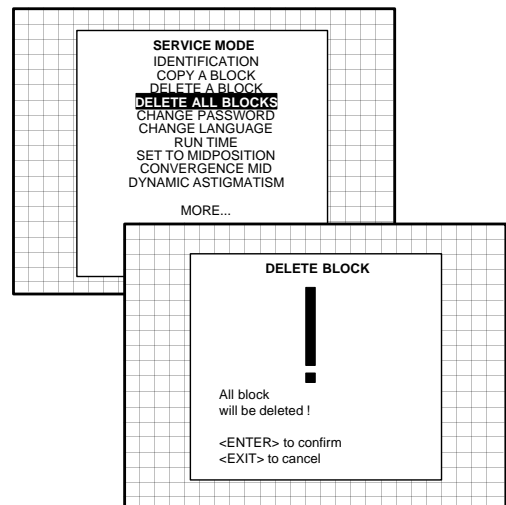 SERVICE MODE
IDENTIFICATION
COPY A BLOCK
DELETE A BLOCK
DELETE ALL BLOCKS
CHANGE PASSWORD
CHANGE LANGUAGE
RUN TIME
SET TO MIDPOSITION
CONVERGENCE MID
DYNAMIC ASTIGMATISM
MORE...
DELETE BLOCK
!
All block
will be deleted !
<ENTER> to confirm
<EXIT> to cancel